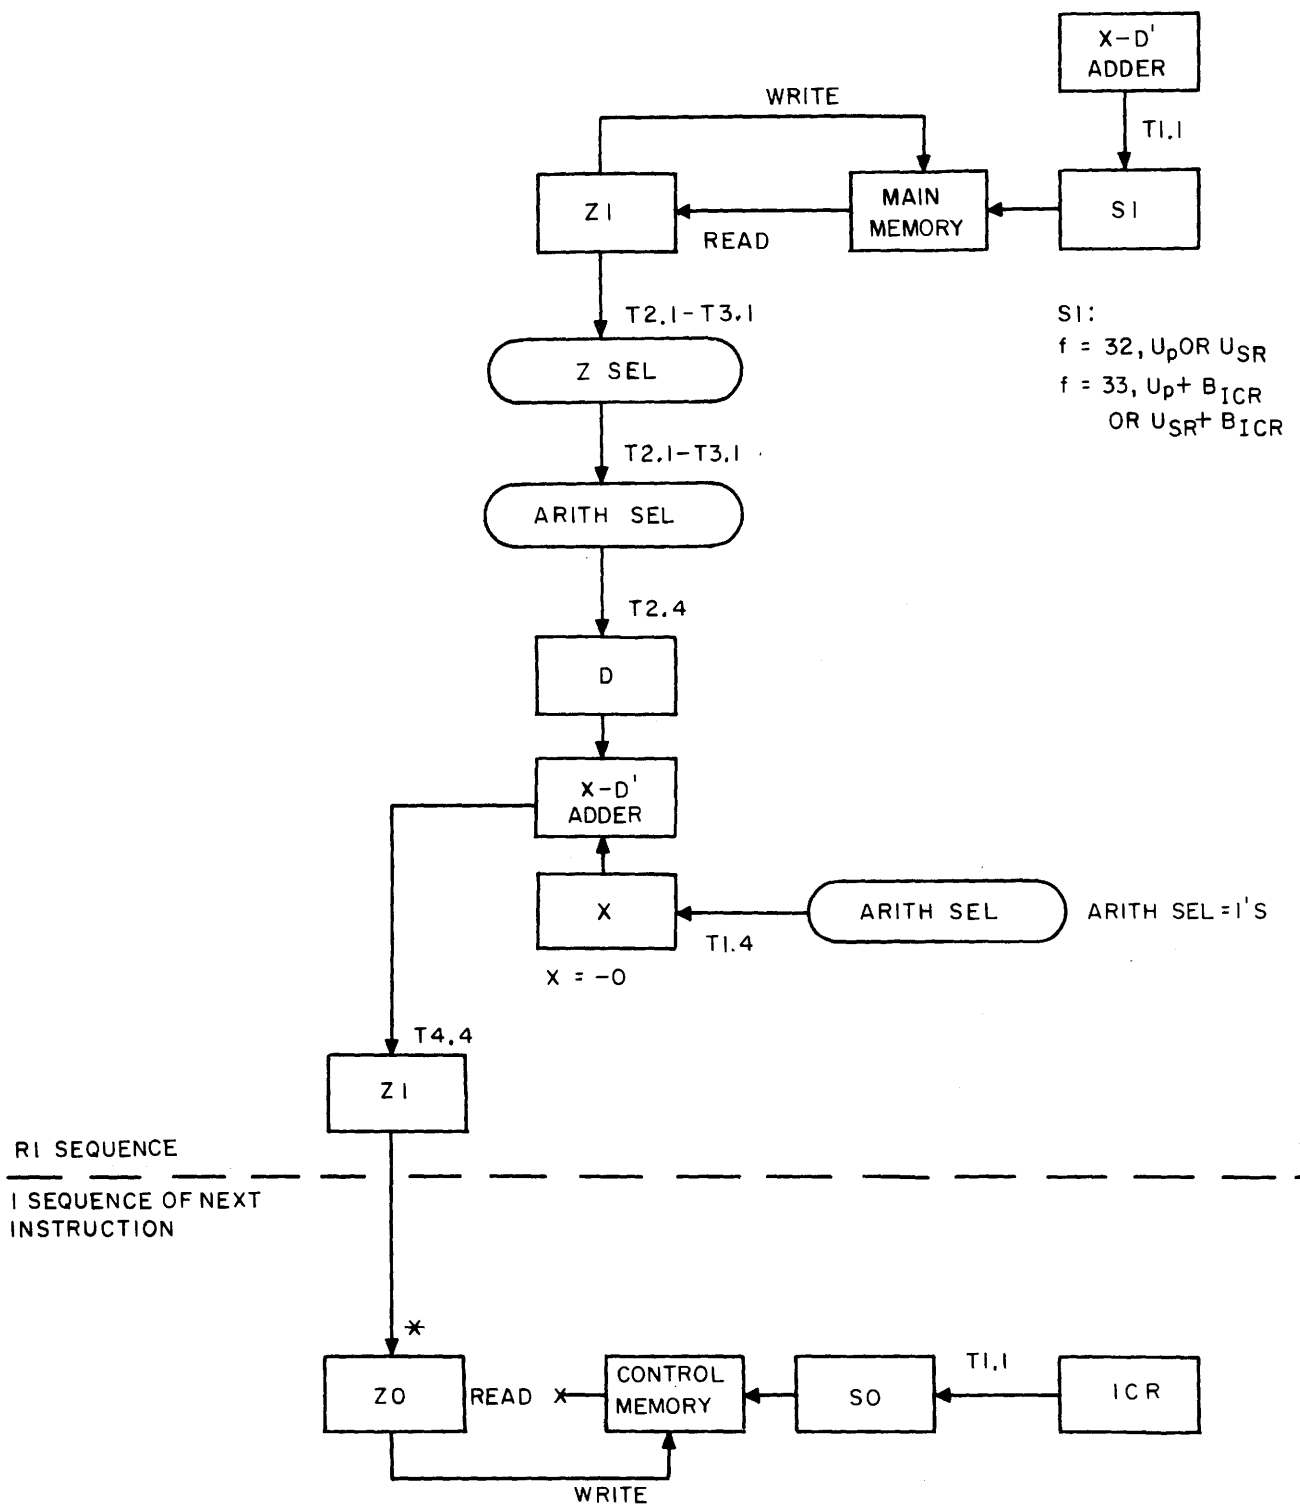 X-D'
ADDER
WRITE
T1.1
Z1
MAIN
MEMORY
S1
READ
T2.1-T3.1
S1:
f = 32, UpOR USR
f = 33, Up+ BICR
OR USR+ BICR
Z SEL
T2.1-T3.1
ARITH SEL
T2.4
D
X-D'
ADDER
X
ARITH SEL
ARITH SEL=1'S
T1.4
X = -0
T4.4
Z1
R1 SEQUENCE
I SEQUENCE OF NEXT
INSTRUCTION
*
Z0
READ X
CONTROL
MEMORY
S0
T1.1
ICR
WRITE